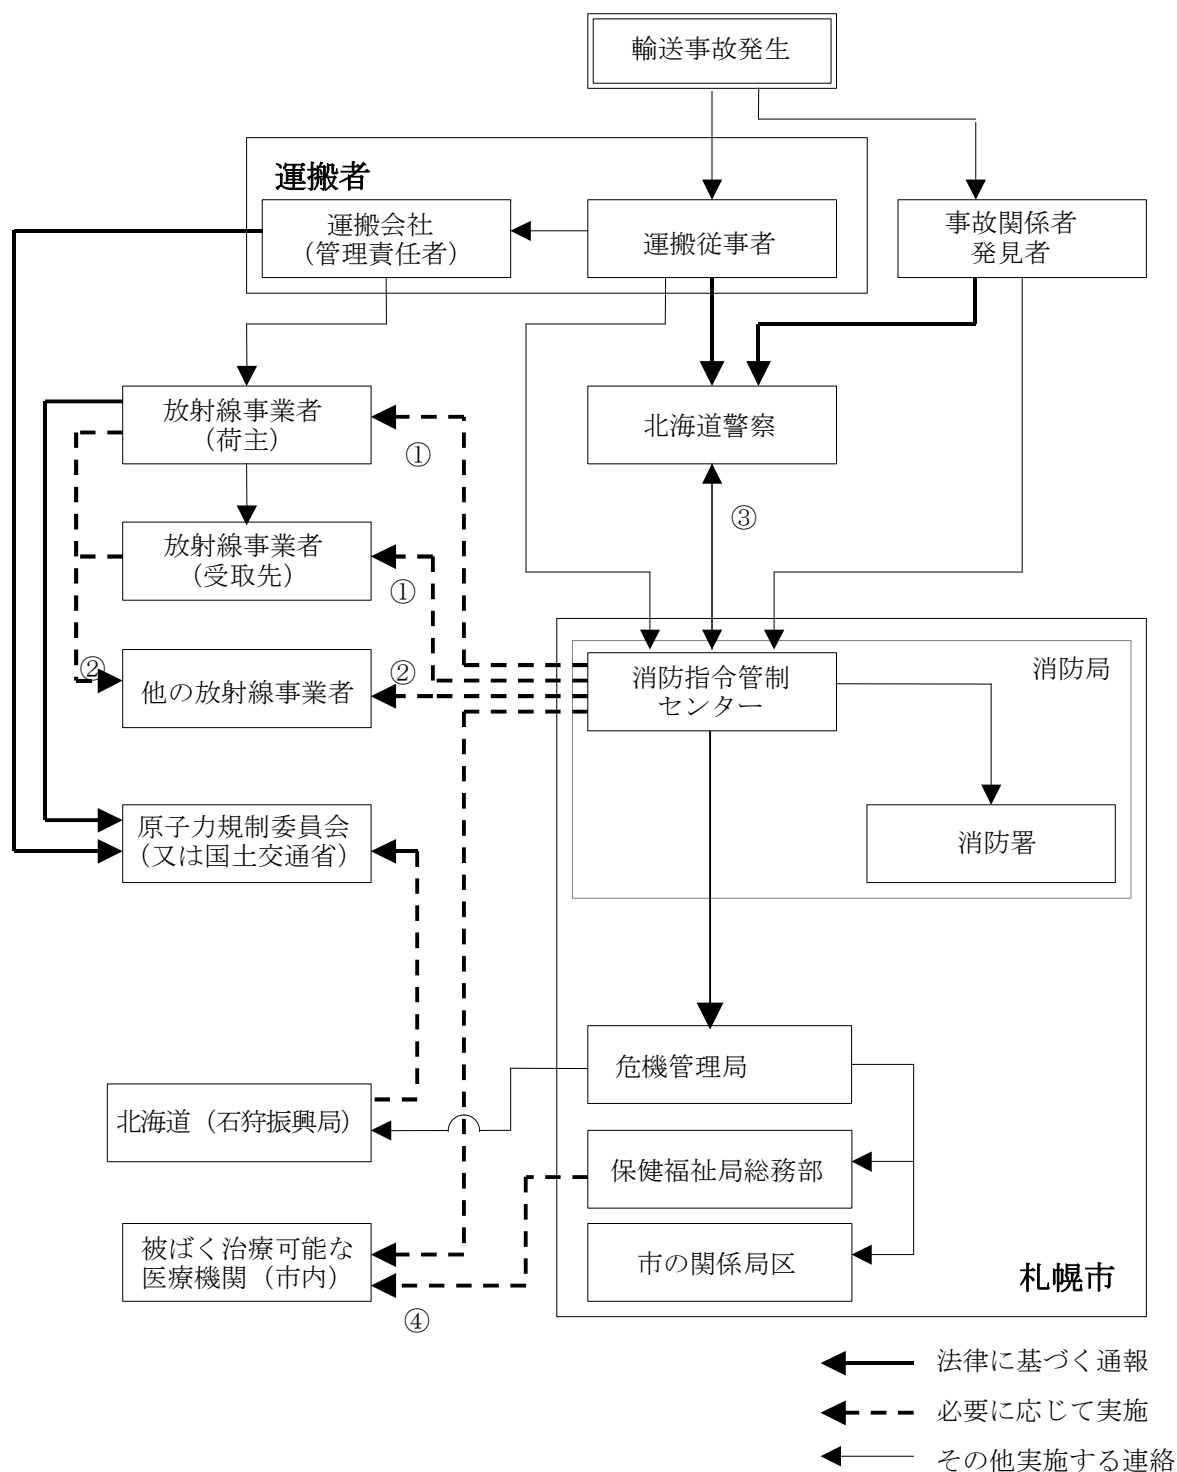 輸送事故発生
運搬者
運搬会社
（管理責任者）
運搬従事者
事故関係者
発見者
放射線事業者
（荷主）
①
北海道警察
③
放射線事業者
（受取先）
①
②
他の放射線事業者
②
消防指令管制
センター
消防局
原子力規制委員会
（又は国土交通省）
消防署
危機管理局
北海道（石狩振興局）
保健福祉局総務部
被ばく治療可能な
医療機関（市内）
④
市の関係局区
札幌市
法律に基づく通報
必要に応じて実施
その他実施する連絡